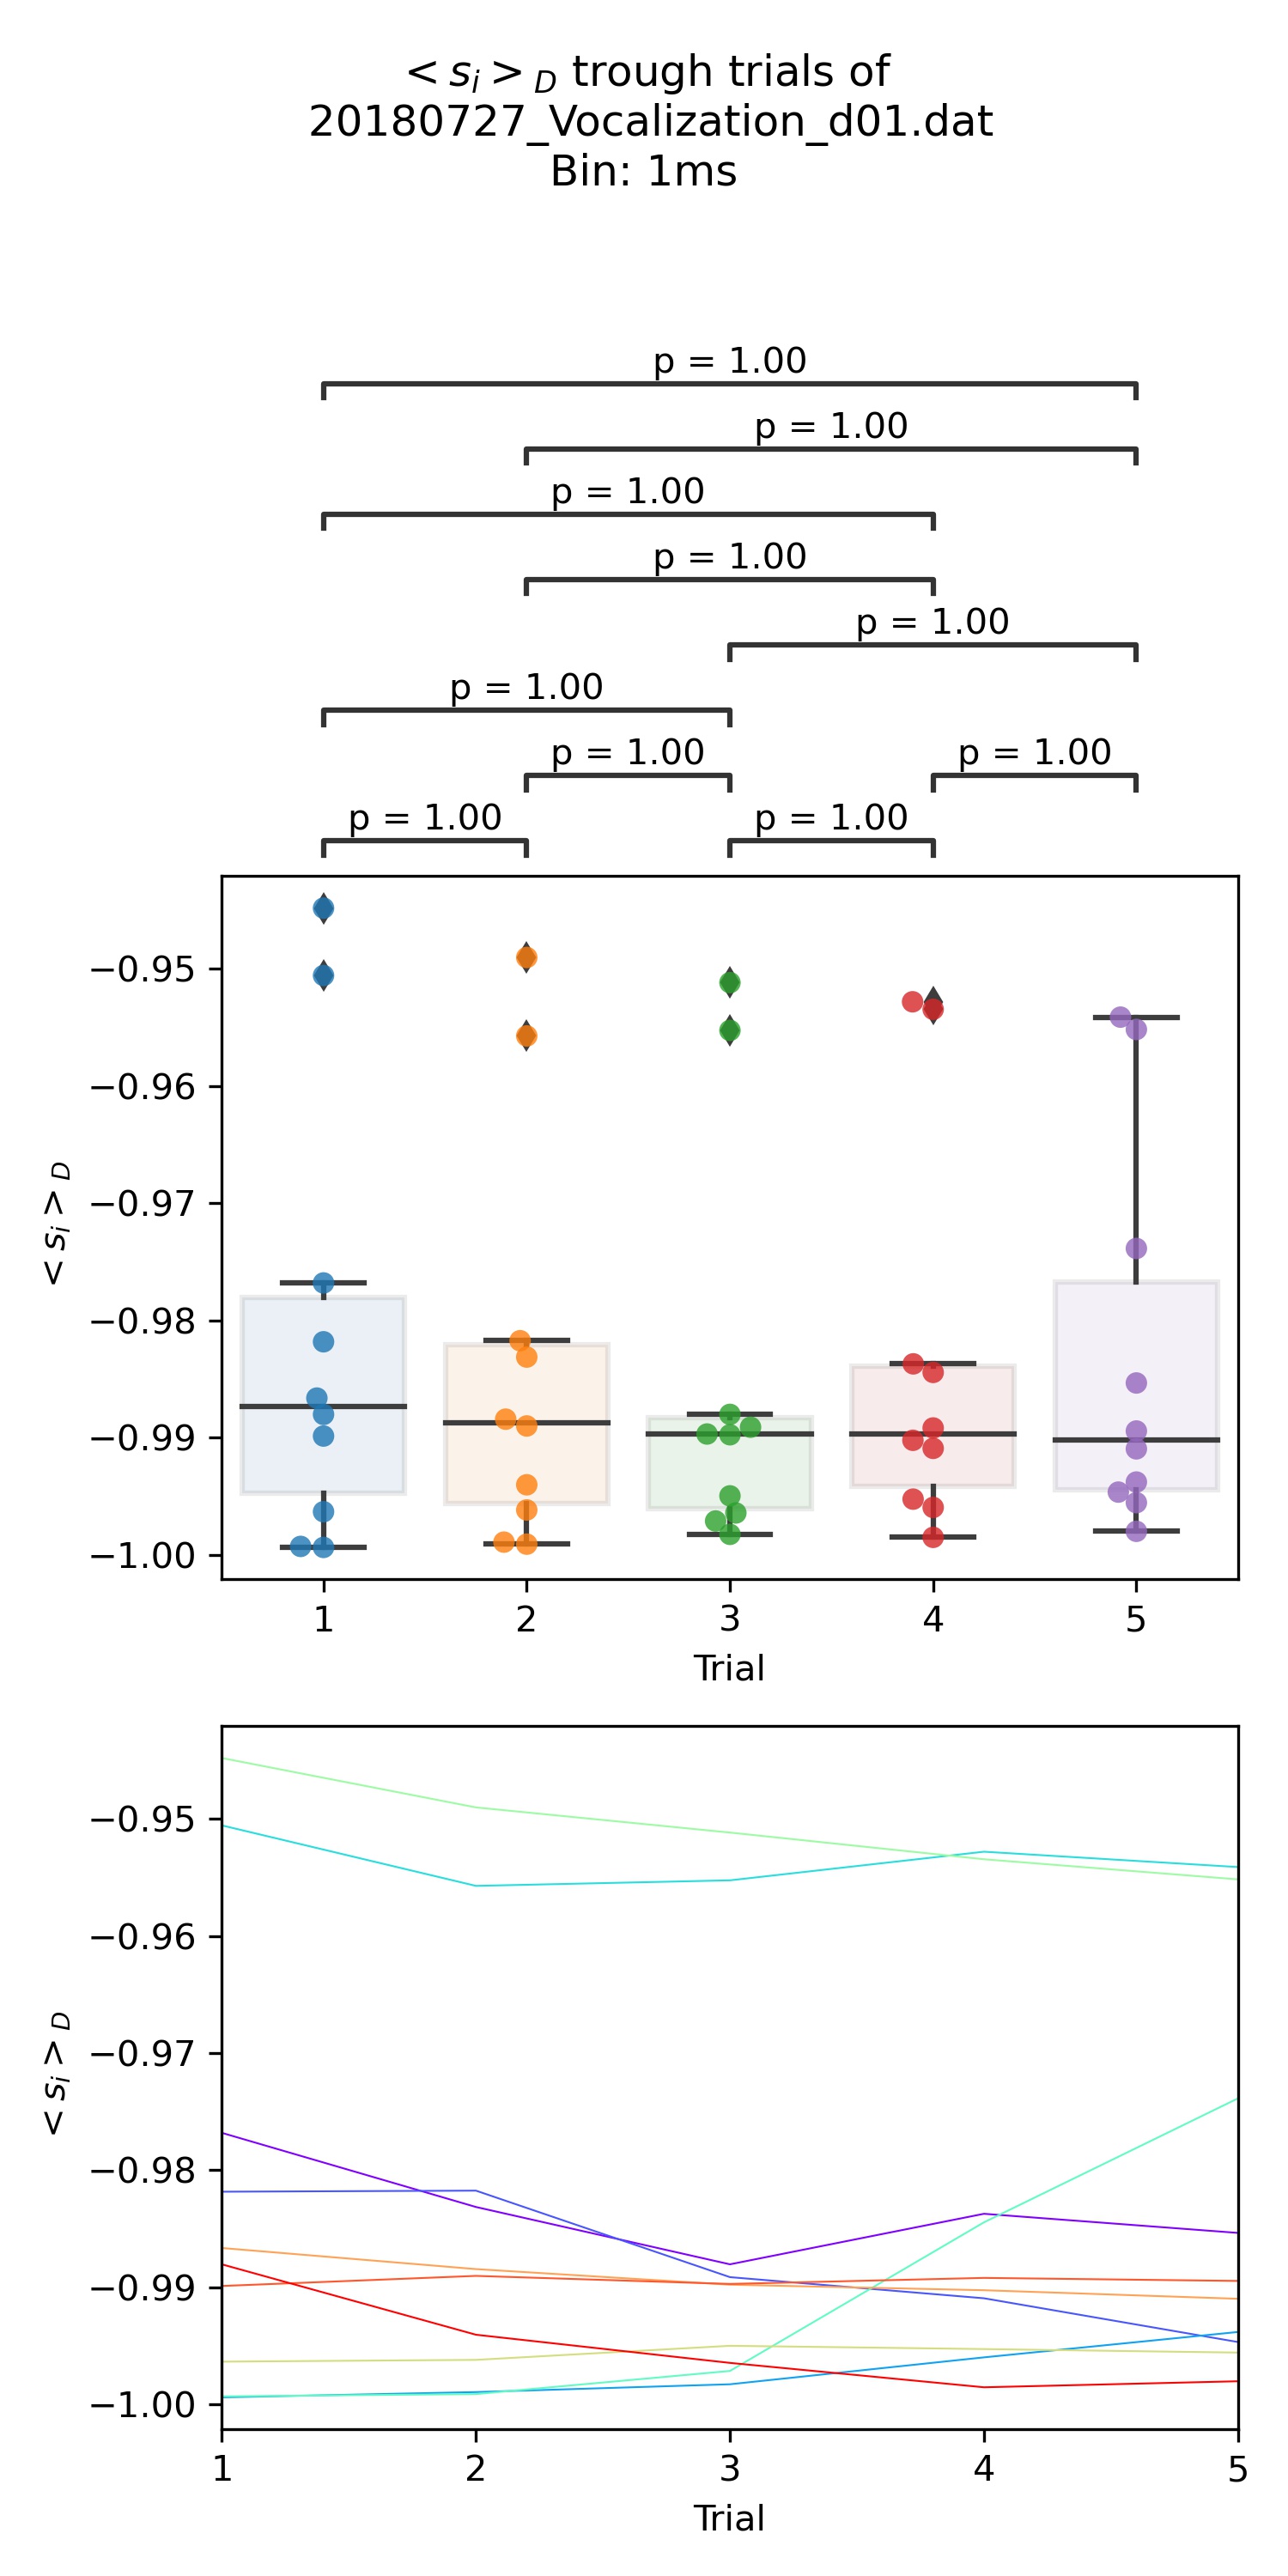 < s_i >_D trough trials of
20180727_Vocalization_d01.dat
Bin: 1ms
p = 1.00
p = 1.00
p = 1.00
p = 1.00
p = 1.00
p = 1.00
p = 1.00 p = 1.00
p = 1.00 p = 1.00
−0.95
−0.96
−0.97
−0.98
−0.99
−1.00
< s_i >_D
1 2 3 4 5
Trial
−0.95
−0.96
−0.97
−0.98
−0.99
−1.00
< s_i >_D
1 2 3 4 5
Trial